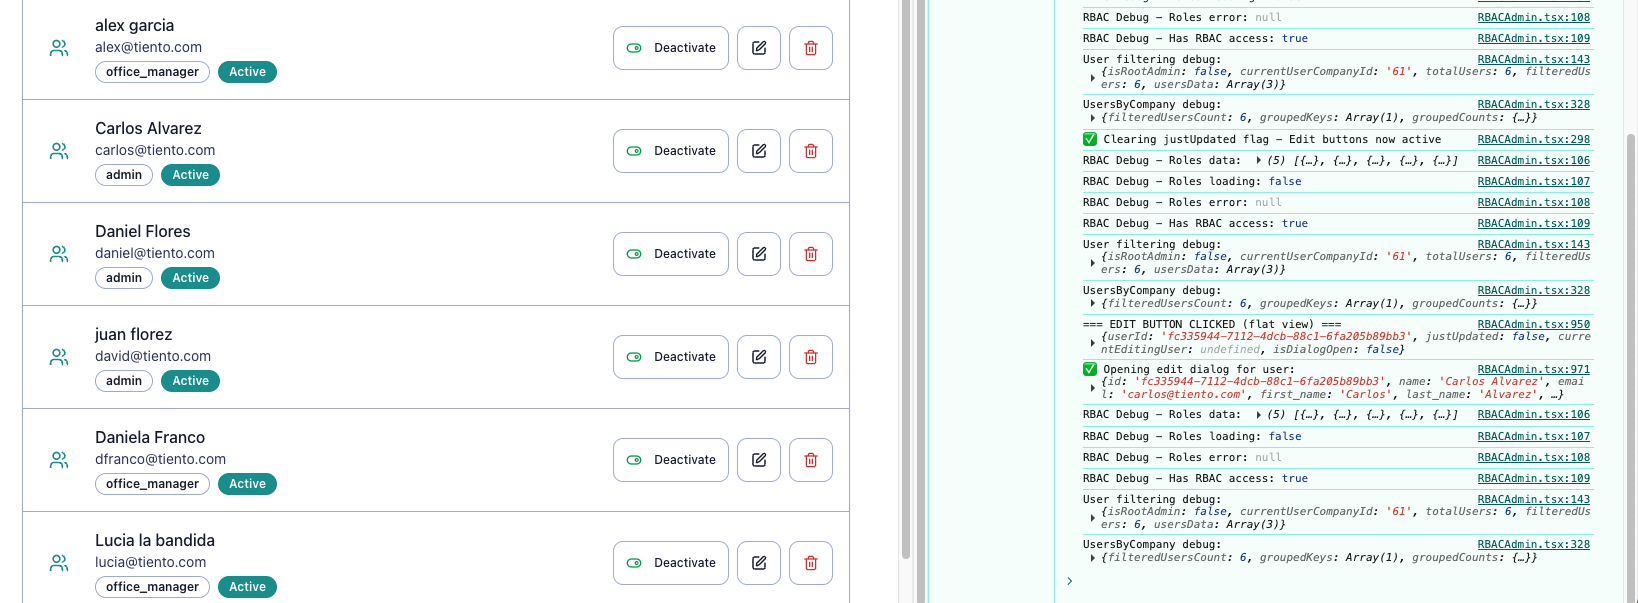 alex garcia
alex@tiento.com
office_manager Active
Deactivate
Carlos Alvarez
carlos@tiento.com
admin Active
Deactivate
Daniel Flores
daniel@tiento.com
admin Active
Deactivate
juan florez
david@tiento.com
admin Active
Deactivate
Daniela Franco
dfranco@tiento.com
office_manager Active
Deactivate
Lucia la bandida
lucia@tiento.com
office_manager Active
Deactivate
RBAC Debug – Roles error: null RBACAdmin.tsx:108
RBAC Debug – Has RBAC access: true RBACAdmin.tsx:109
User filtering debug: RBACAdmin.tsx:143
{isRootAdmin: false, currentUserCompanyId: '61', totalUsers: 6, filteredUs
ers: 6, usersData: Array(3)}
UsersByCompany debug: RBACAdmin.tsx:328
{filteredUsersCount: 6, groupedKeys: Array(1), groupedCounts: {…}}
✅ Clearing justUpdated flag – Edit buttons now active RBACAdmin.tsx:298
RBAC Debug – Roles data: (5) [{…}, {…}, {…}, {…}, {…}] RBACAdmin.tsx:106
RBAC Debug – Roles loading: false RBACAdmin.tsx:107
RBAC Debug – Roles error: null RBACAdmin.tsx:108
RBAC Debug – Has RBAC access: true RBACAdmin.tsx:109
User filtering debug: RBACAdmin.tsx:143
{isRootAdmin: false, currentUserCompanyId: '61', totalUsers: 6, filteredUs
ers: 6, usersData: Array(3)}
UsersByCompany debug: RBACAdmin.tsx:328
{filteredUsersCount: 6, groupedKeys: Array(1), groupedCounts: {…}}
=== EDIT BUTTON CLICKED (flat view) === RBACAdmin.tsx:950
{userId: 'fc335944-7112-4dcb-88c1-6fa205b89bb3', justUpdated: false, curre
ntEditingUser: undefined, isDialogOpen: false}
✅ Opening edit dialog for user: RBACAdmin.tsx:971
{id: 'fc335944-7112-4dcb-88c1-6fa205b89bb3', name: 'Carlos Alvarez', emai
l: 'carlos@tiento.com', first_name: 'Carlos', last_name: 'Alvarez', …}
RBAC Debug – Roles data: (5) [{…}, {…}, {…}, {…}, {…}] RBACAdmin.tsx:106
RBAC Debug – Roles loading: false RBACAdmin.tsx:107
RBAC Debug – Roles error: null RBACAdmin.tsx:108
RBAC Debug – Has RBAC access: true RBACAdmin.tsx:109
User filtering debug: RBACAdmin.tsx:143
{isRootAdmin: false, currentUserCompanyId: '61', totalUsers: 6, filteredUs
ers: 6, usersData: Array(3)}
UsersByCompany debug: RBACAdmin.tsx:328
{filteredUsersCount: 6, groupedKeys: Array(1), groupedCounts: {…}}